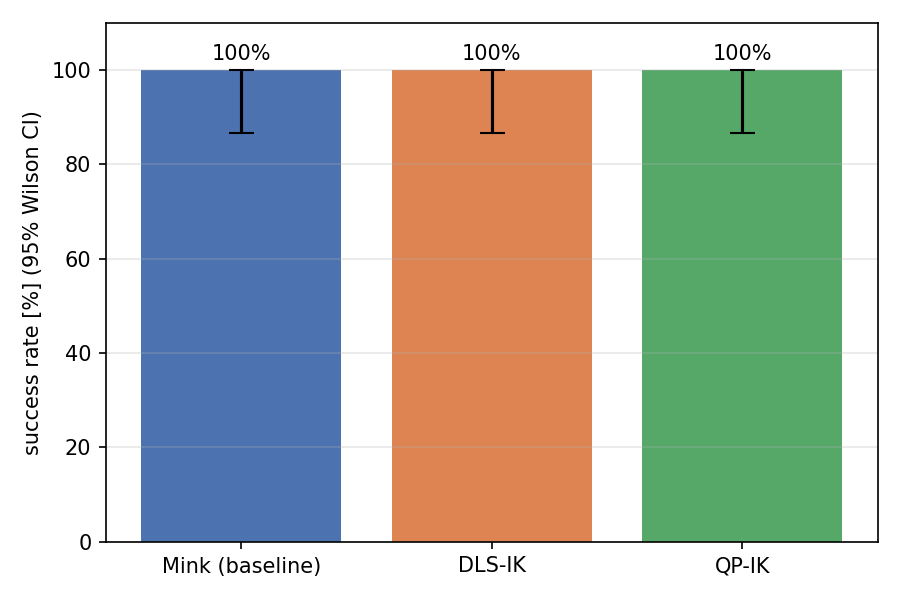 success rate [%] (95% Wilson CI)
100
80
60
40
20
0
100%
100%
100%
Mink (baseline)
DLS-IK
QP-IK